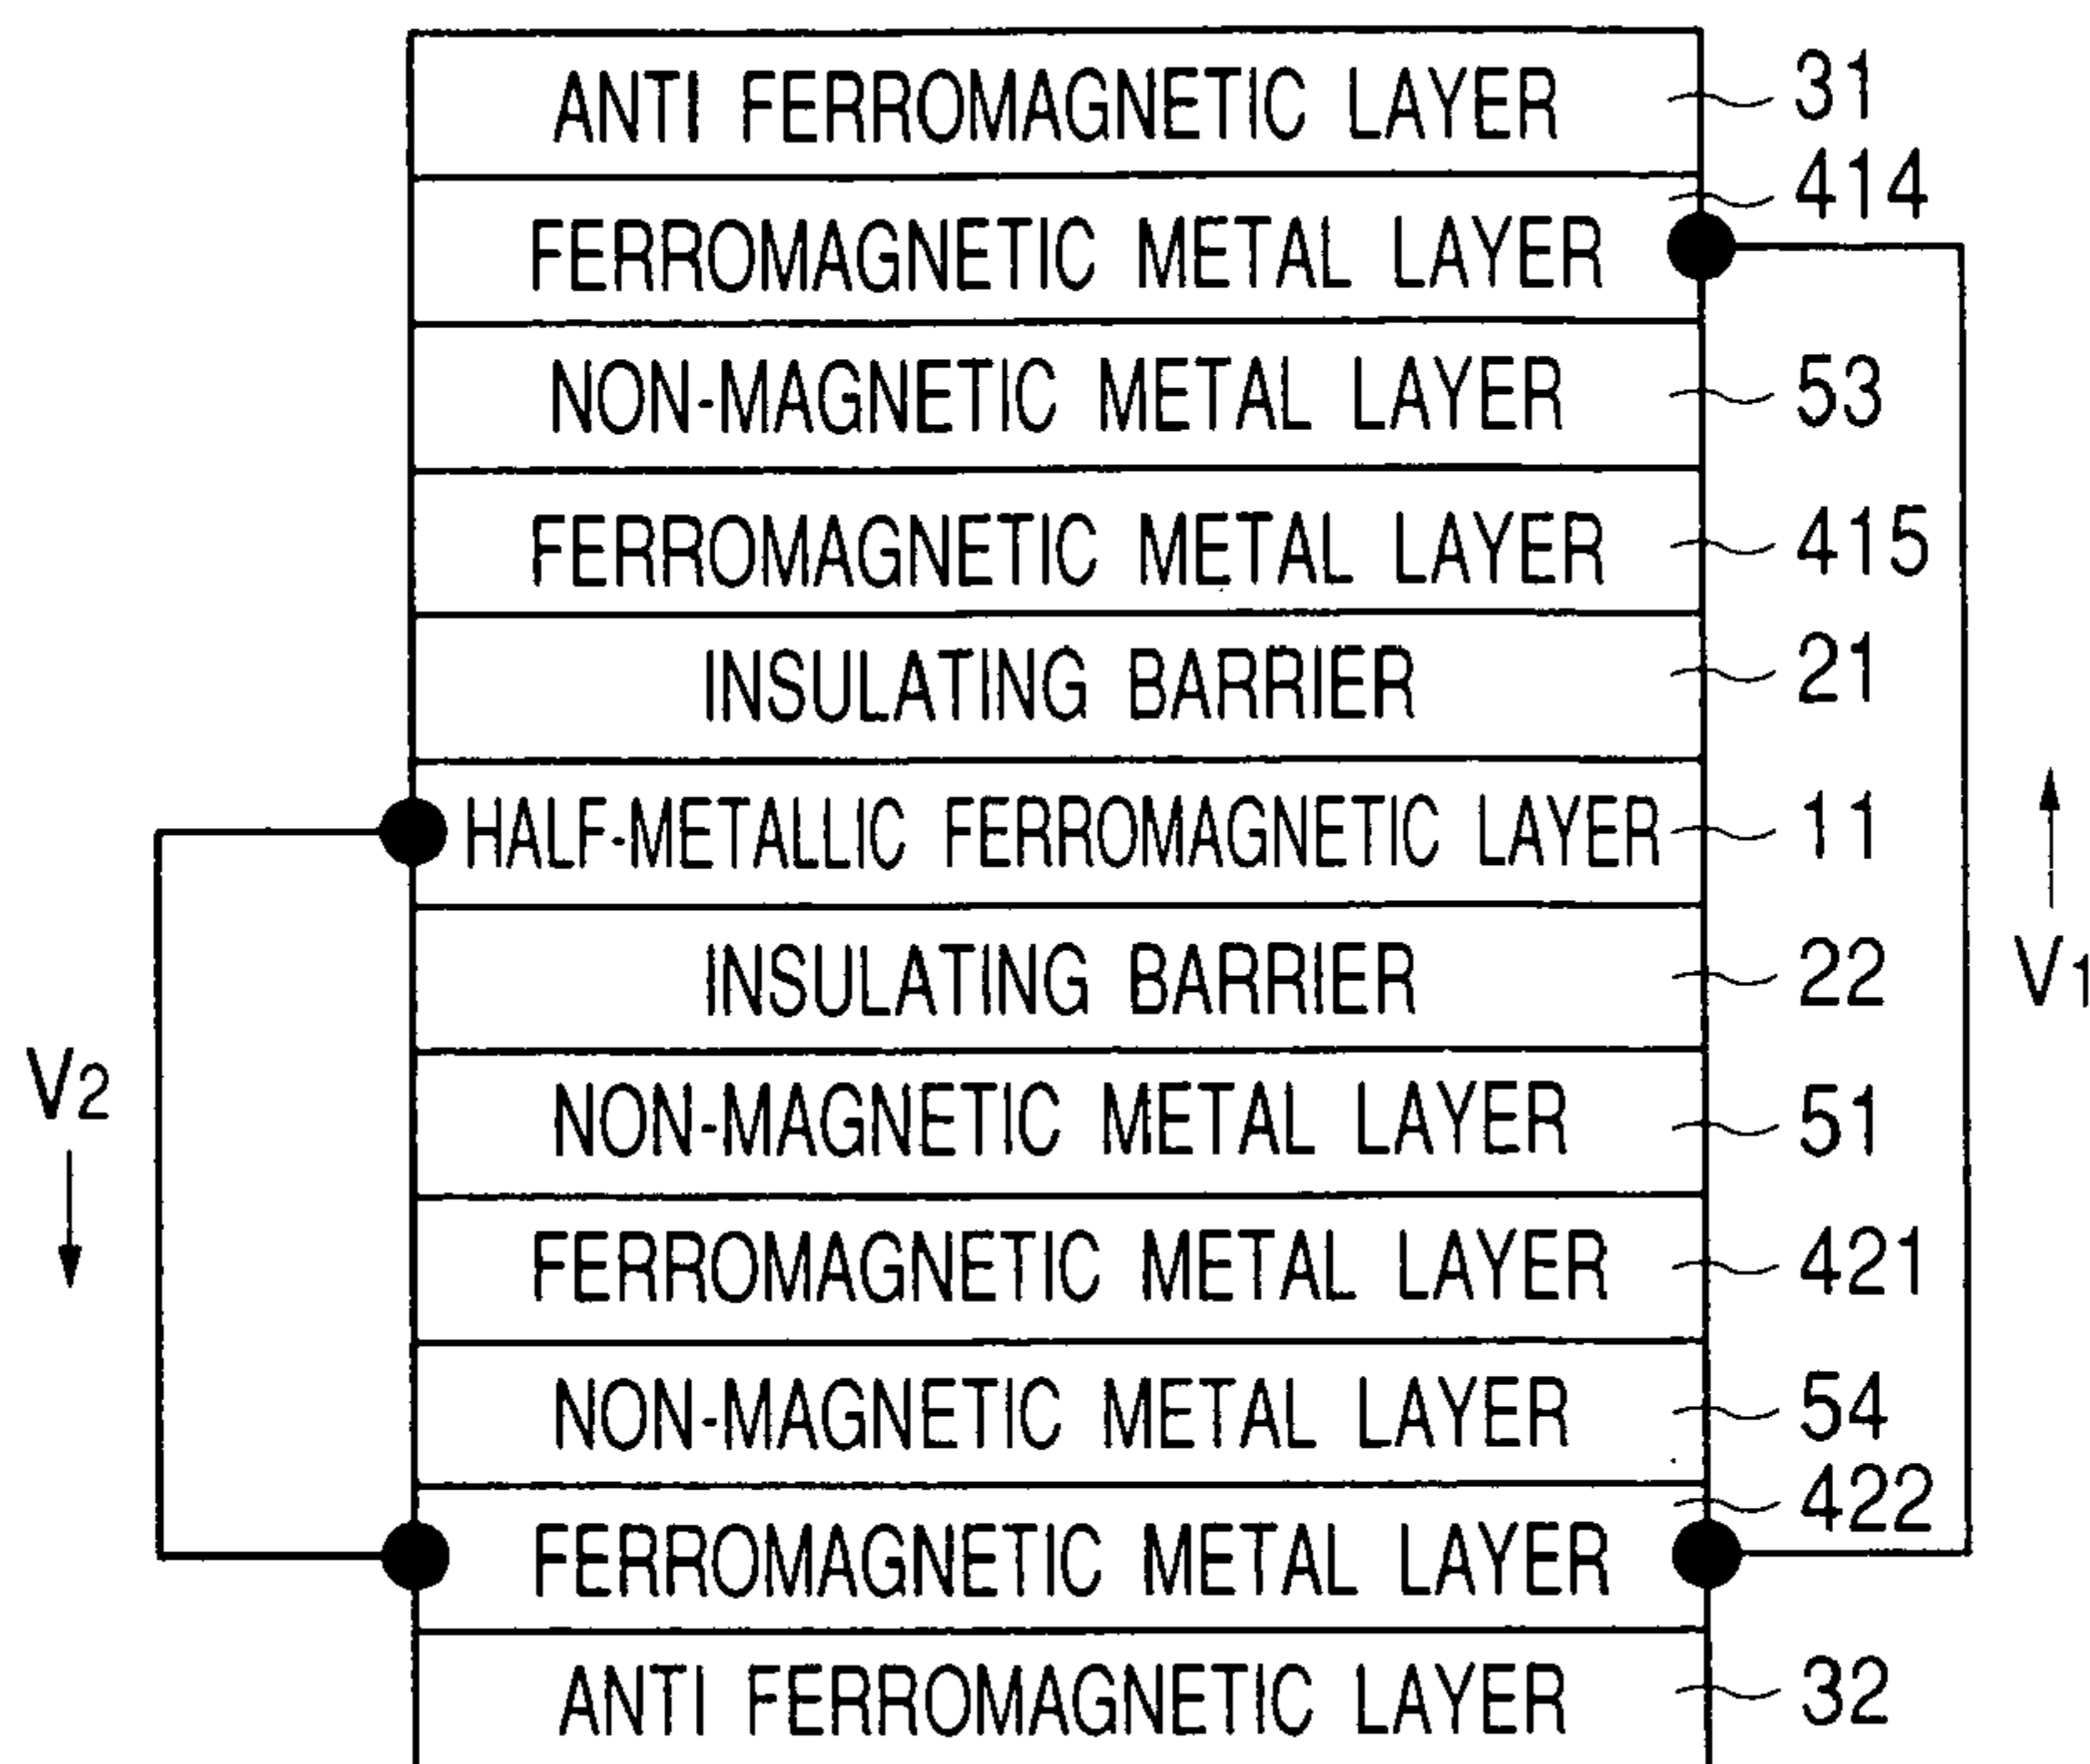 ANTI FERROMAGNETIC LAYER 31
414
FERROMAGNETIC METAL LAYER
NON-MAGNETIC METAL LAYER 53
FERROMAGNETIC METAL LAYER 415
INSULATING BARRIER 21
HALF-METALLIC FERROMAGNETIC LAYER 11
INSULATING BARRIER 22
V1
V2
NON-MAGNETIC METAL LAYER 51
FERROMAGNETIC METAL LAYER 421
NON-MAGNETIC METAL LAYER 54
422
FERROMAGNETIC METAL LAYER
ANTI FERROMAGNETIC LAYER 32